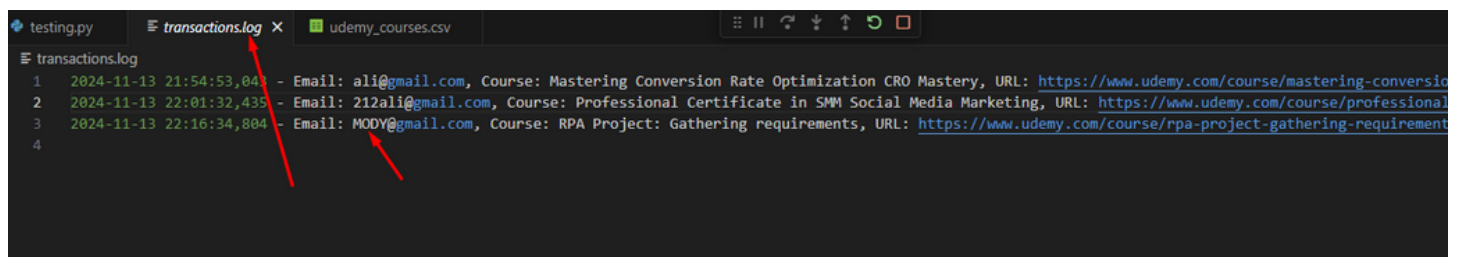 testing.py transactions.log udemy_courses.csv
transactions.log
1 2024-11-13 21:54:53,043 - Email: ali@gmail.com, Course: Mastering Conversion Rate Optimization CRO Mastery, URL: https://www.udemy.com/course/mastering-conversio
2 2024-11-13 22:01:32,435 - Email: 212ali@gmail.com, Course: Professional Certificate in SMM Social Media Marketing, URL: https://www.udemy.com/course/professional
3 2024-11-13 22:16:34,804 - Email: MODY@gmail.com, Course: RPA Project: Gathering requirements, URL: https://www.udemy.com/course/rpa-project-gathering-requirement
4